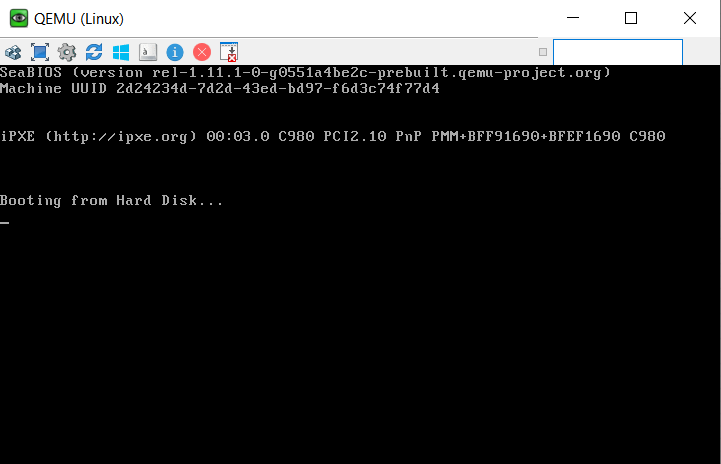 QEMU (Linux)
SeaBIOS (version rel-1.11.1-0-g0551a4be2c-prebuilt.qemu-project.org)
Machine UUID 2d24234d-7d2d-43ed-bd97-f6d3c74f77d4
iPXE (http://ipxe.org) 00:03.0 C980 PCI2.10 PnP PMM+BFF91690+BFEF1690 C980
Booting from Hard Disk...